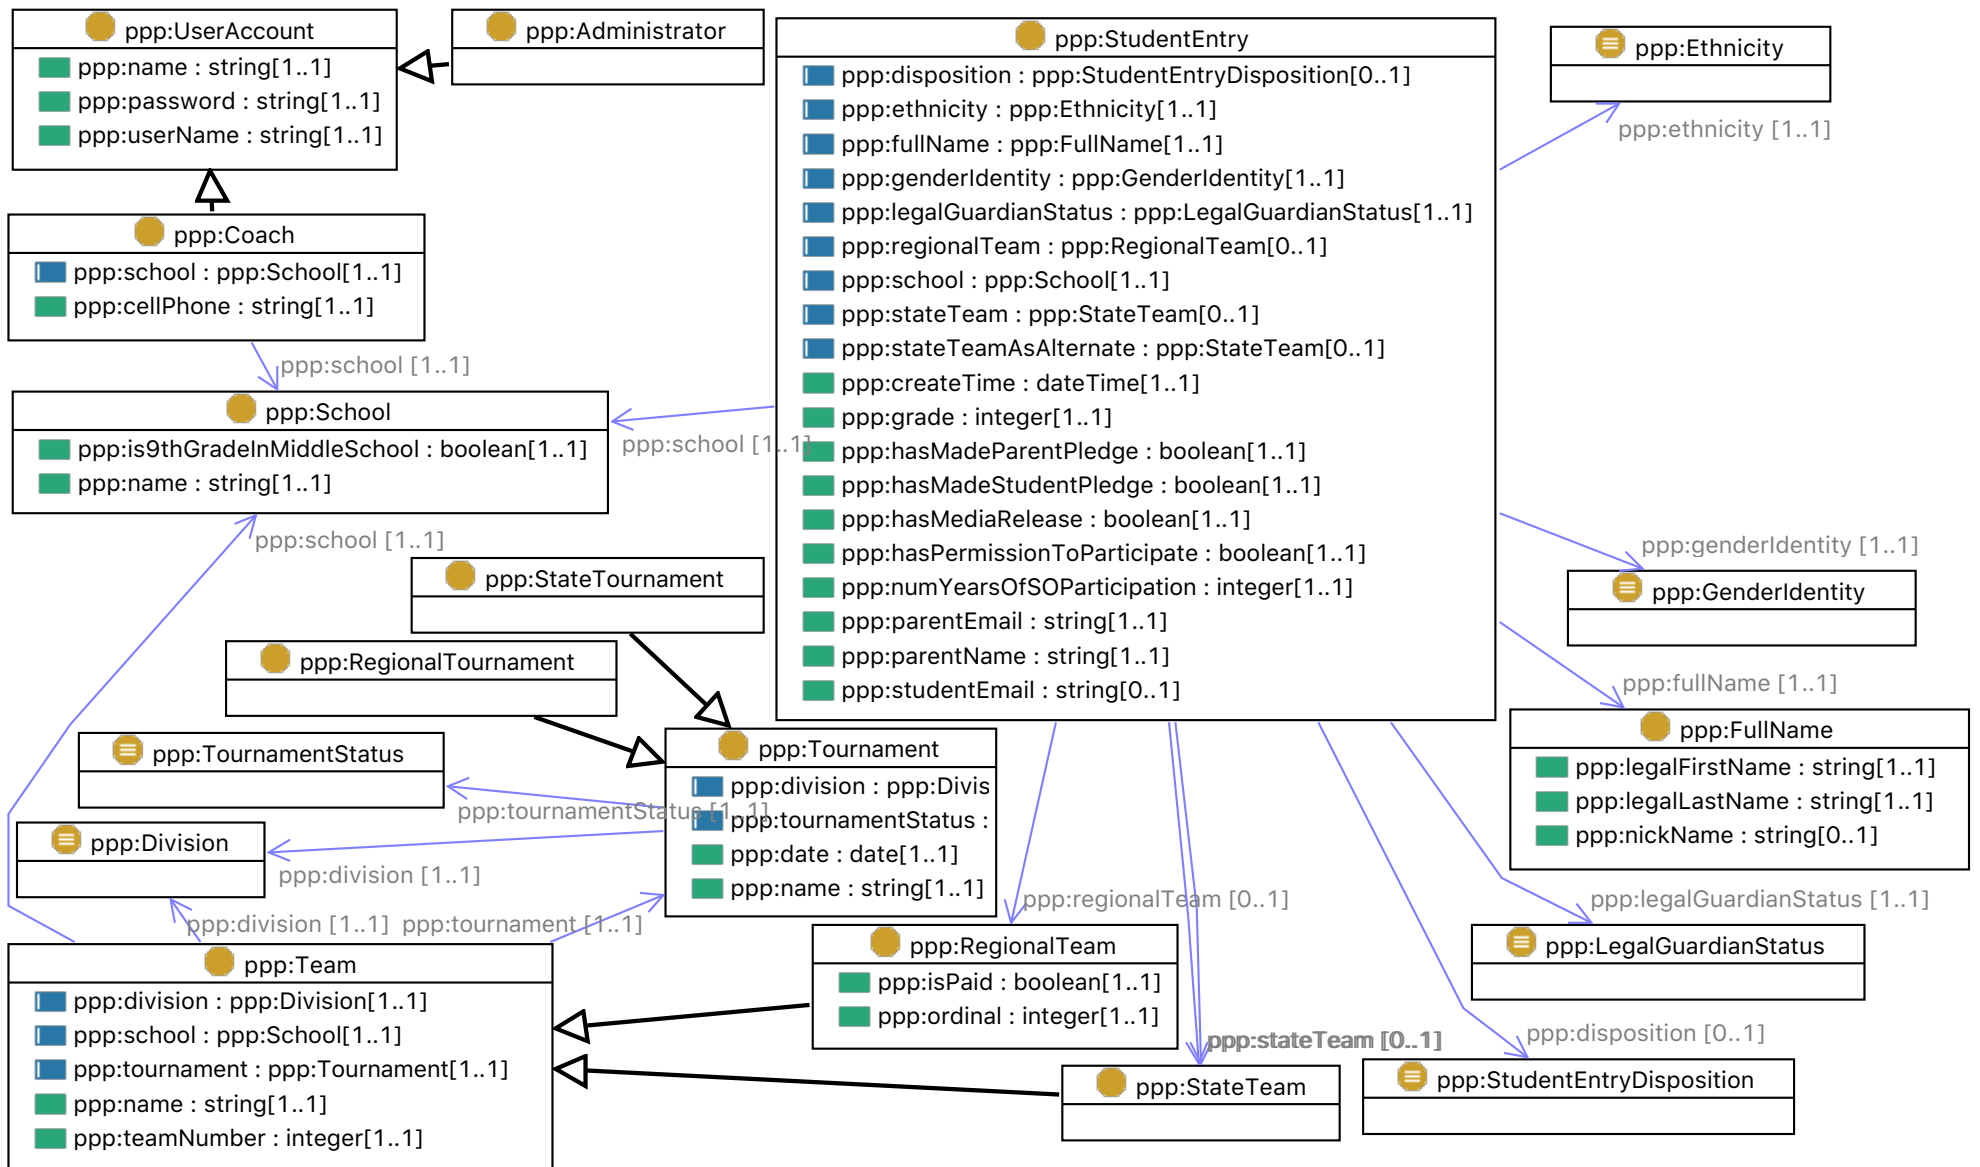 ppp:UserAccount
ppp:name : string[1..1]
ppp:password : string[1..1]
ppp:userName : string[1..1]
ppp:Administrator
ppp:Coach
ppp:school : ppp:School[1..1]
ppp:cellPhone : string[1..1]
ppp:school [1..1]
ppp:School
ppp:is9thGradeInMiddleSchool : boolean[1..1]
ppp:name : string[1..1]
ppp:school [1..1]
ppp:school [1..1]
ppp:StudentEntry
ppp:disposition : ppp:StudentEntryDisposition[0..1]
ppp:ethnicity : ppp:Ethnicity[1..1]
ppp:fullName : ppp:FullName[1..1]
ppp:genderIdentity : ppp:GenderIdentity[1..1]
ppp:legalGuardianStatus : ppp:LegalGuardianStatus[1..1]
ppp:regionalTeam : ppp:RegionalTeam[0..1]
ppp:school : ppp:School[1..1]
ppp:stateTeam : ppp:StateTeam[0..1]
ppp:stateTeamAsAlternate : ppp:StateTeam[0..1]
ppp:createTime : dateTime[1..1]
ppp:grade : integer[1..1]
ppp:hasMadeParentPledge : boolean[1..1]
ppp:hasMadeStudentPledge : boolean[1..1]
ppp:hasMediaRelease : boolean[1..1]
ppp:hasPermissionToParticipate : boolean[1..1]
ppp:numYearsOfSOParticipation : integer[1..1]
ppp:parentEmail : string[1..1]
ppp:parentName : string[1..1]
ppp:studentEmail : string[0..1]
ppp:Ethnicity
ppp:ethnicity [1..1]
ppp:genderIdentity [1..1]
ppp:GenderIdentity
ppp:fullName [1..1]
ppp:FullName
ppp:legalFirstName : string[1..1]
ppp:legalLastName : string[1..1]
ppp:nickName : string[0..1]
ppp:StateTournament
ppp:RegionalTournament
ppp:TournamentStatus
ppp:tournamentStatus [1..1]
ppp:Tournament
ppp:division : ppp:Divis
ppp:tournamentStatus :
ppp:date : date[1..1]
ppp:name : string[1..1]
ppp:Division
ppp:division [1..1]
ppp:division [1..1]
ppp:tournament [1..1]
ppp:Team
ppp:division : ppp:Division[1..1]
ppp:school : ppp:School[1..1]
ppp:tournament : ppp:Tournament[1..1]
ppp:name : string[1..1]
ppp:teamNumber : integer[1..1]
ppp:regionalTeam [0..1]
ppp:RegionalTeam
ppp:isPaid : boolean[1..1]
ppp:ordinal : integer[1..1]
ppp:stateTeam [0..1]
ppp:StateTeam
ppp:legalGuardianStatus [1..1]
ppp:LegalGuardianStatus
ppp:disposition [0..1]
ppp:StudentEntryDisposition